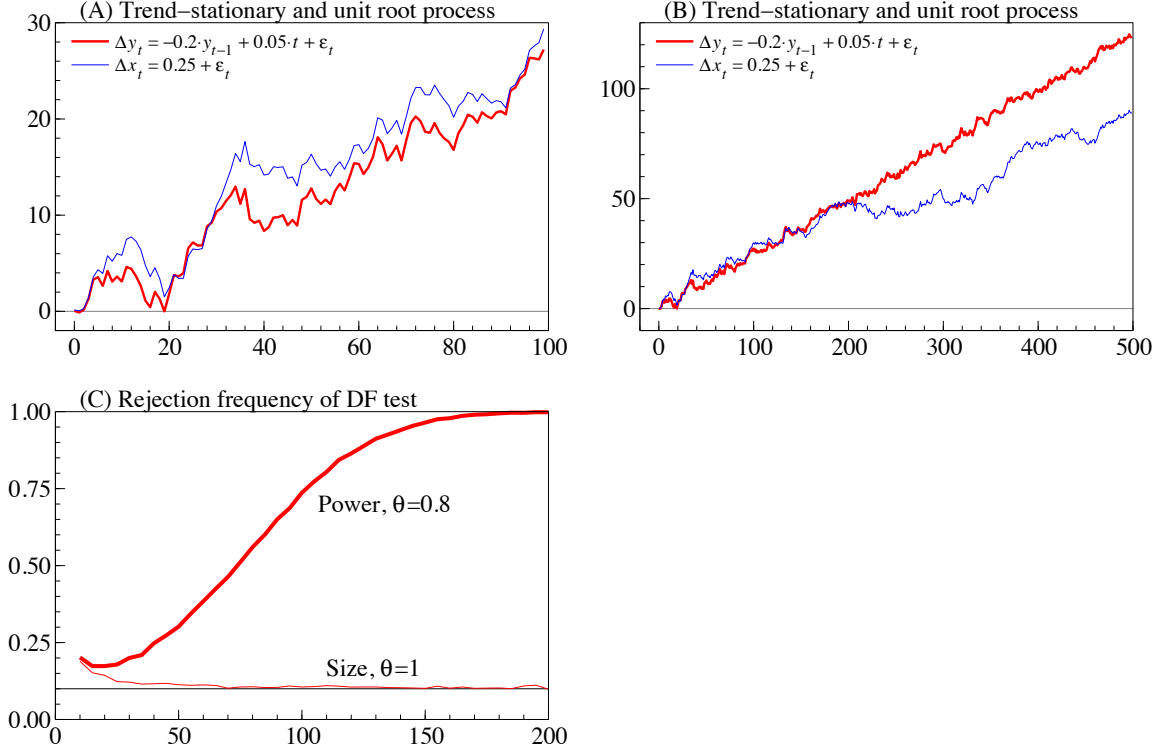 (A) Trend−stationary and unit root process
Δy_t = −0.2·y_{t−1} + 0.05·t + ε_t
Δx_t = 0.25 + ε_t
30
20
10
0
0 20 40 60 80 100
(B) Trend−stationary and unit root process
Δy_t = −0.2·y_{t−1} + 0.05·t + ε_t
Δx_t = 0.25 + ε_t
100
50
0
0 100 200 300 400 500
(C) Rejection frequency of DF test
1.00
0.75
Power, θ=0.8
0.50
0.25
Size, θ=1
0.00
0 50 100 150 200